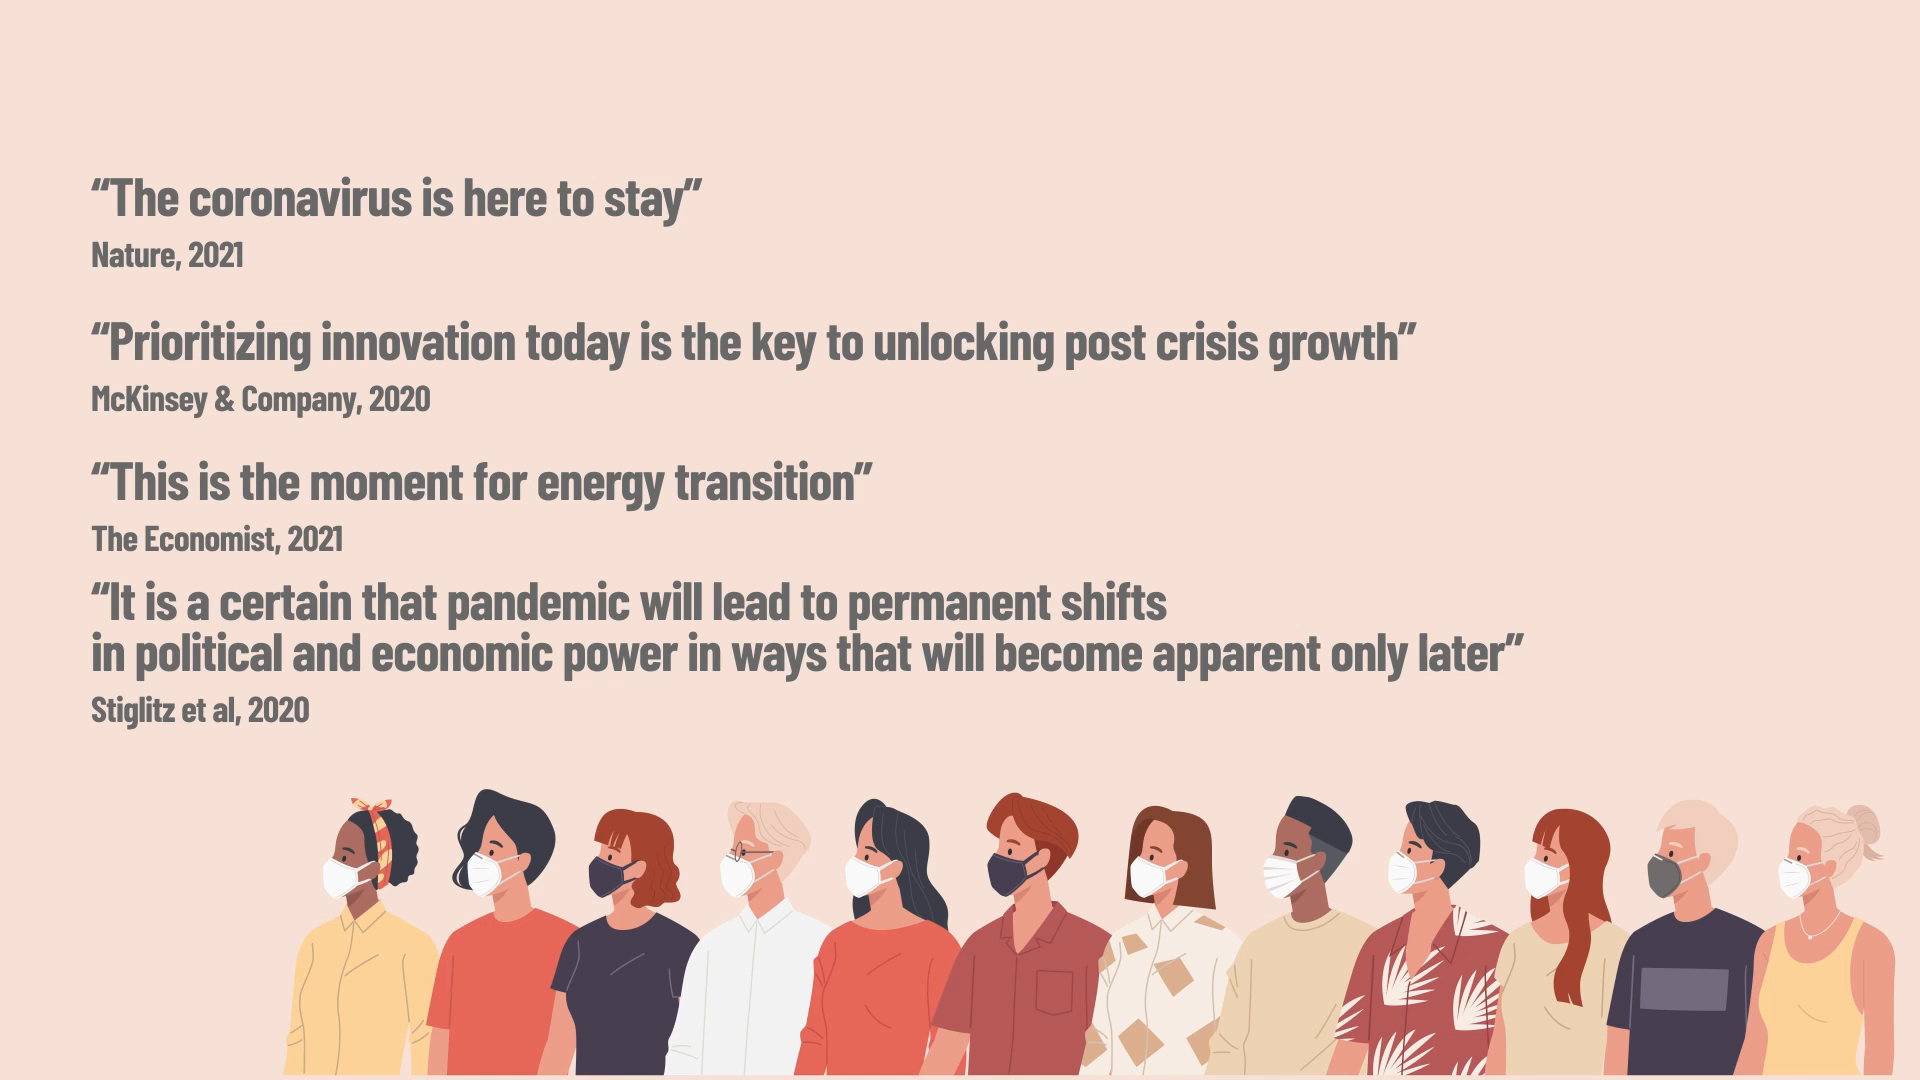 “The coronavirus is here to stay”
Nature, 2021
“Prioritizing innovation today is the key to unlocking post crisis growth”
McKinsey & Company, 2020
“This is the moment for energy transition”
The Economist, 2021
“It is a certain that pandemic will lead to permanent shifts
in political and economic power in ways that will become apparent only later”
Stiglitz et al, 2020